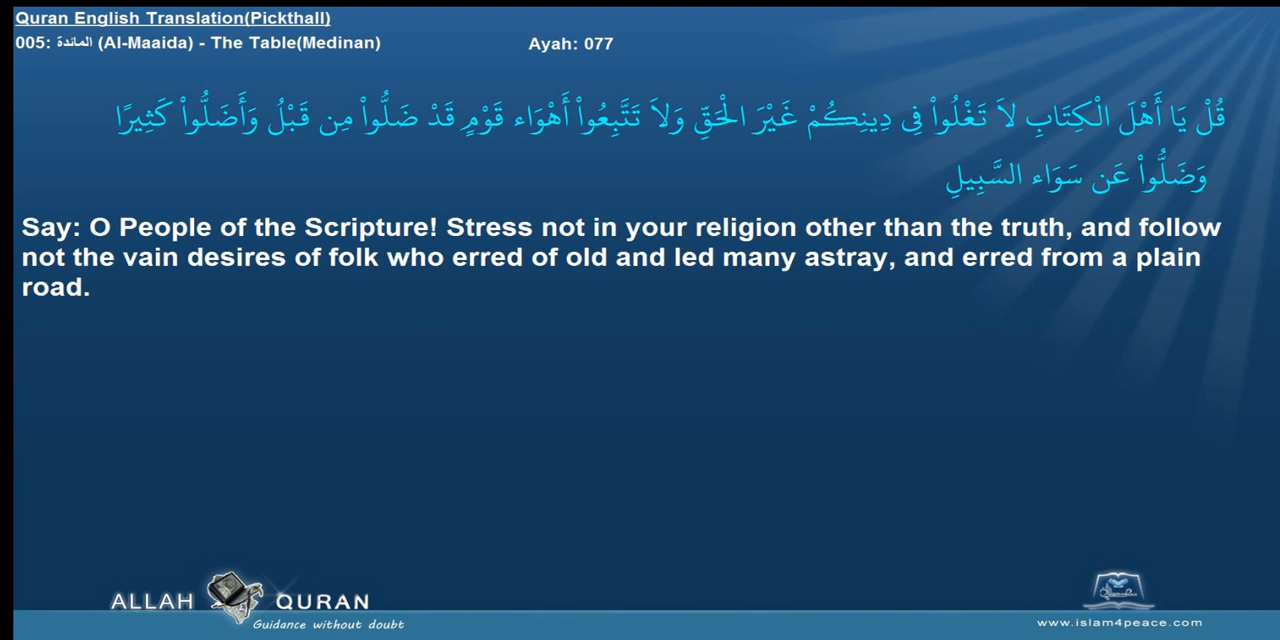 Quran English Translation(Pickthall)
005: المائدة (Al-Maaida) - The Table(Medinan)
Ayah: 077
قُلْ يَا أَهْلَ الْكِتَابِ لاَ تَغْلُواْ فِي دِينِكُمْ غَيْرَ الْحَقِّ وَلاَ تَتَّبِعُواْ أَهْوَاء قَوْمٍ قَدْ ضَلُّواْ مِن قَبْلُ وَأَضَلُّواْ كَثِيرًا
وَضَلُّواْ عَن سَوَاء السَّبِيلِ
Say: O People of the Scripture! Stress not in your religion other than the truth, and follow
not the vain desires of folk who erred of old and led many astray, and erred from a plain
road.
ALLAH QURAN
Guidance without doubt
www.islam4peace.com